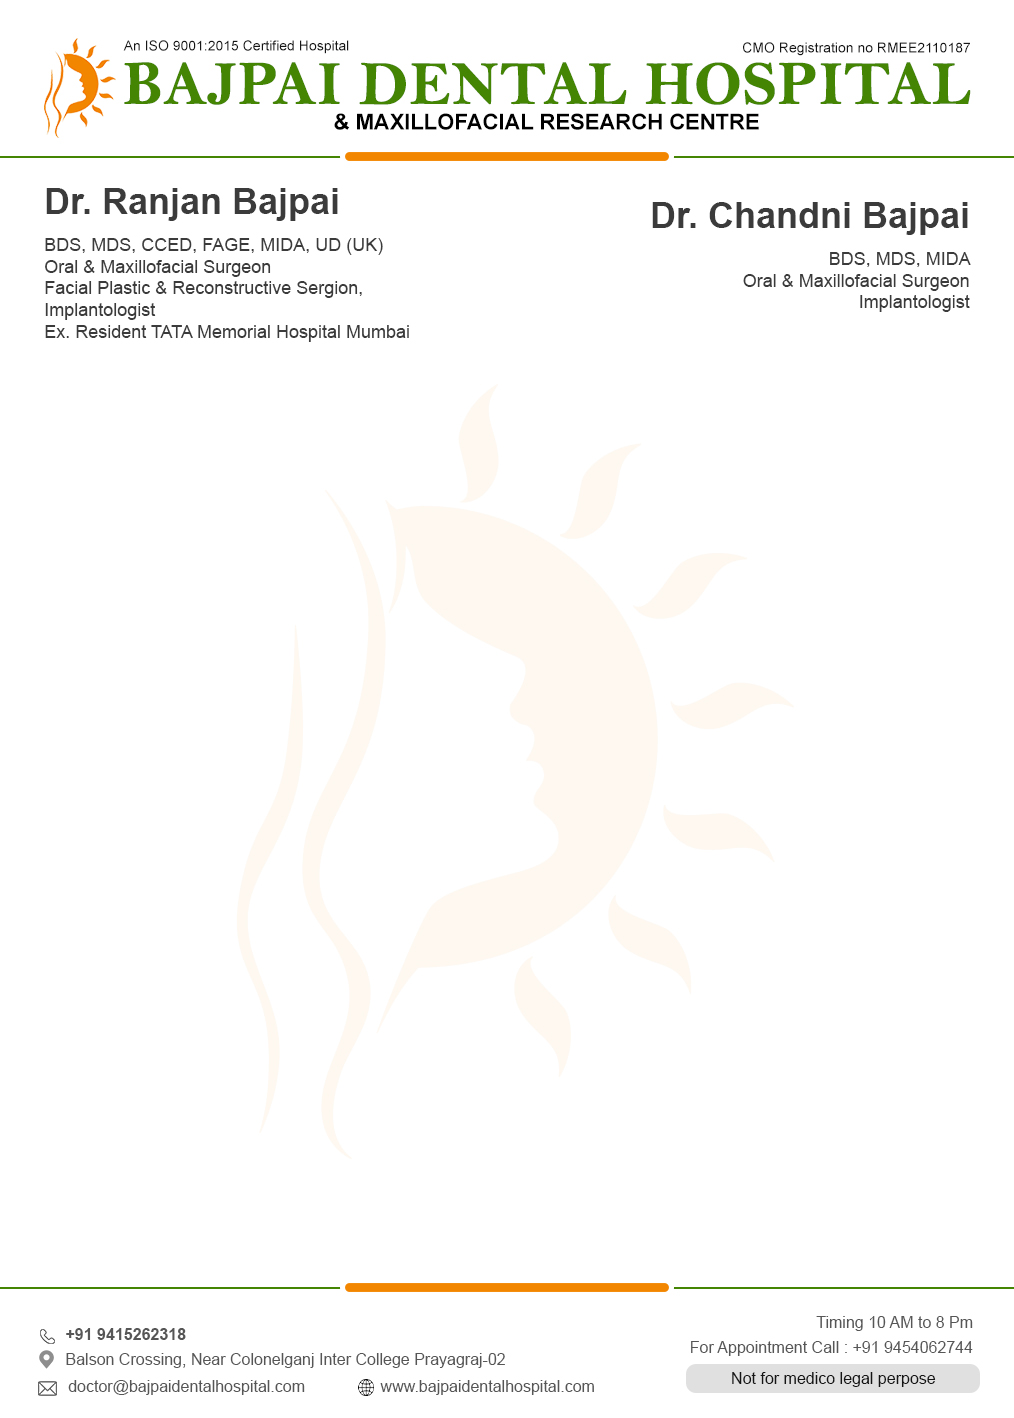 An ISO 9001:2015 Certified Hospital
CMO Registration no RMEE2110187
BAJPAI DENTAL HOSPITAL
& MAXILLOFACIAL RESEARCH CENTRE
Dr. Ranjan Bajpai
BDS, MDS, CCED, FAGE, MIDA, UD (UK)
Oral & Maxillofacial Surgeon
Facial Plastic & Reconstructive Sergion,
Implantologist
Ex. Resident TATA Memorial Hospital Mumbai
Dr. Chandni Bajpai
BDS, MDS, MIDA
Oral & Maxillofacial Surgeon
Implantologist
+91 9415262318
Balson Crossing, Near Colonelganj Inter College Prayagraj-02
doctor@bajpaidentalhospital.com
www.bajpaidentalhospital.com
Timing 10 AM to 8 Pm
For Appointment Call : +91 9454062744
Not for medico legal perpose